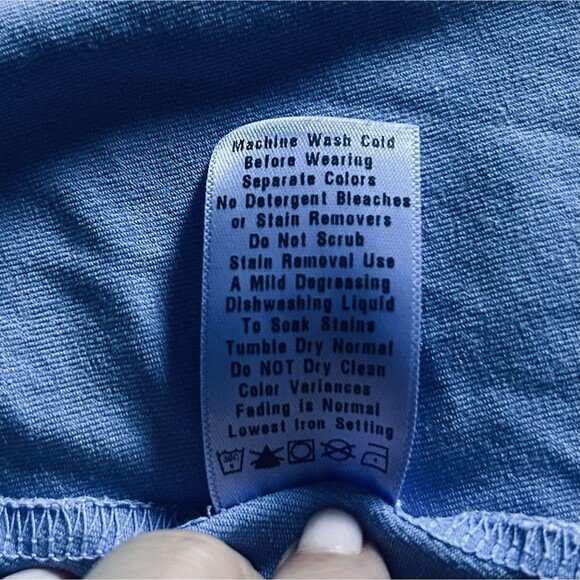 Machine Wash Cold
Before Wearing
Separate Colors
No Detergent Bleaches
or Stain Removers
Do Not Scrub
Stain Removal Use
A Mild Degreasing
Dishwashing Liquid
To Soak Stains
Tumble Dry Normal
Do NOT Dry Clean
Color Variances
Fading is Normal
Lowest Iron Setting